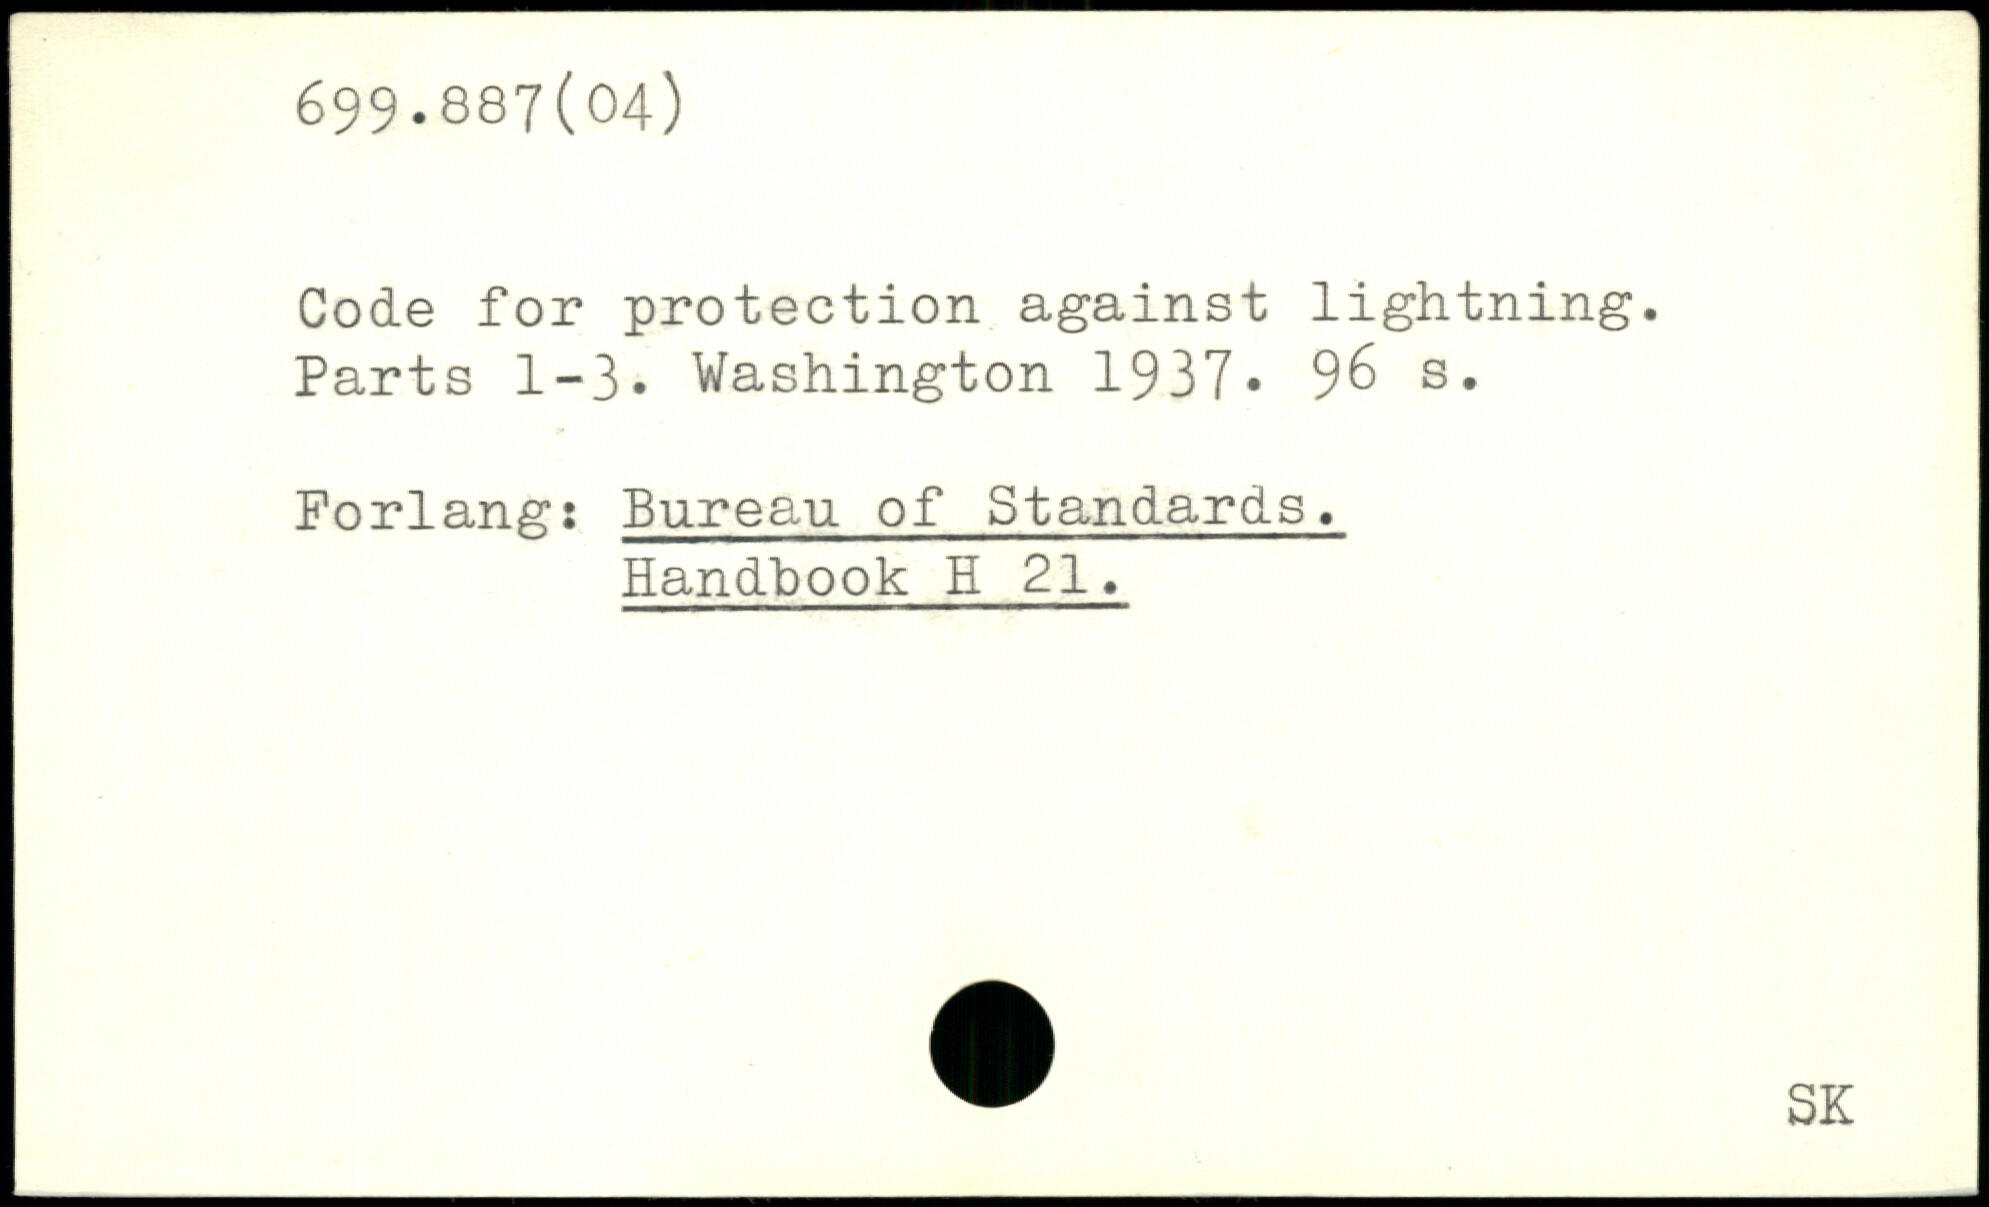 699.887(04)
Code for protection against lightning.
Parts 1-3. Washington 1937. 96 s.
Forlang: Bureau of Standards.
Handbook H 21.
SK